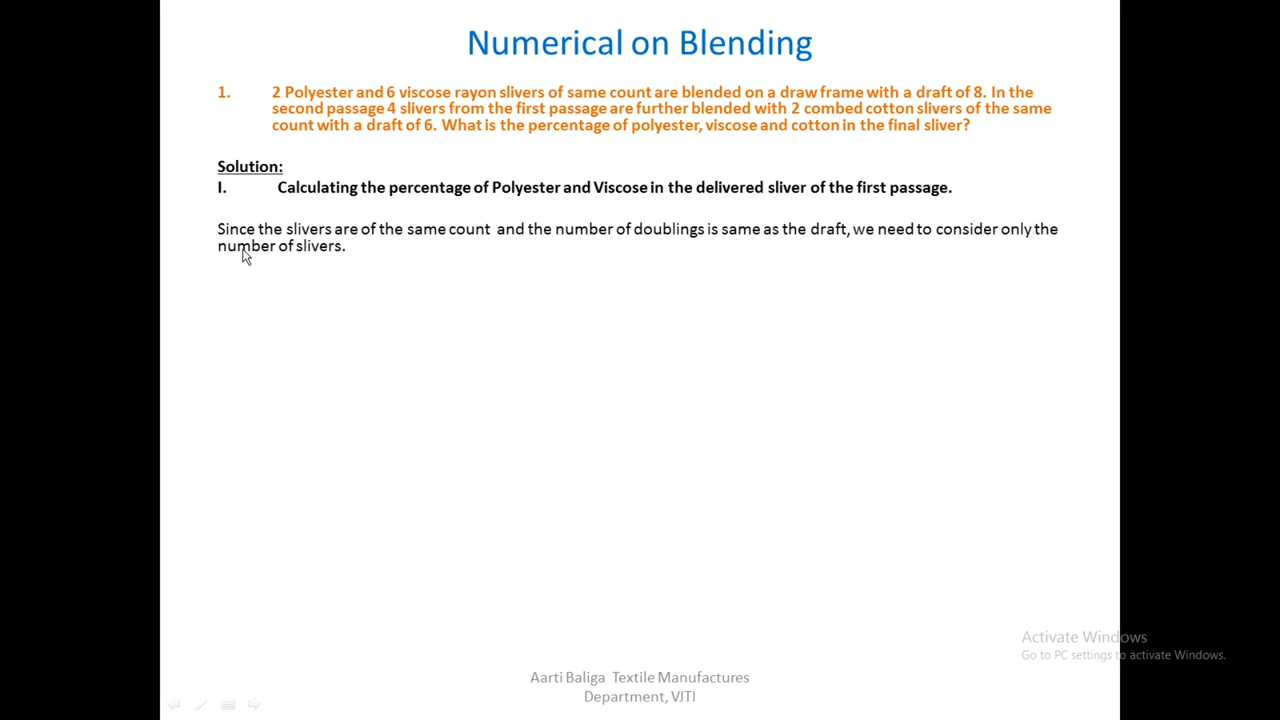 Numerical on Blending
1. 2 Polyester and 6 viscose rayon slivers of same count are blended on a draw frame with a draft of 8. In the
second passage 4 slivers from the first passage are further blended with 2 combed cotton slivers of the same
count with a draft of 6. What is the percentage of polyester, viscose and cotton in the final sliver?
Solution:
I. Calculating the percentage of Polyester and Viscose in the delivered sliver of the first passage.
Since the slivers are of the same count and the number of doublings is same as the draft, we need to consider only the
number of slivers.
Activate Windows
Go to PC settings to activate Windows.
Aarti Baliga Textile Manufactures
Department, VJTI